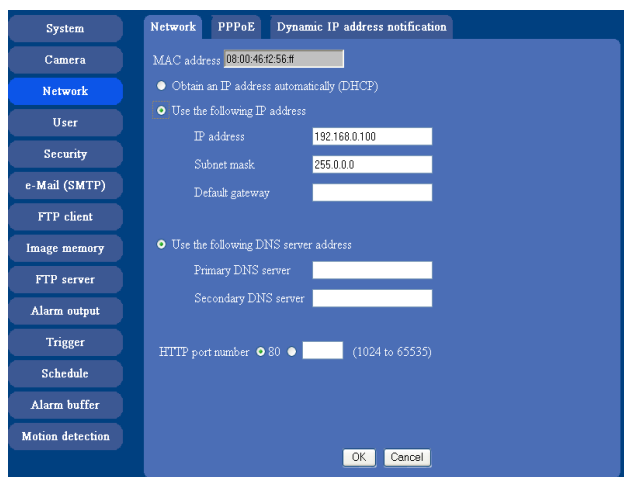 System
Camera
Network
User
Security
e-Mail (SMTP)
FTP client
Image memory
FTP server
Alarm output
Trigger
Schedule
Alarm buffer
Motion detection
Network PPPoE Dynamic IP address notification
MAC address 08:00:46:f2:56:ff
Obtain an IP address automatically (DHCP)
Use the following IP address
IP address 192.168.0.100
Subnet mask 255.0.0.0
Default gateway
Use the following DNS server address
Primary DNS server
Secondary DNS server
HTTP port number 80 (1024 to 65535)
OK Cancel